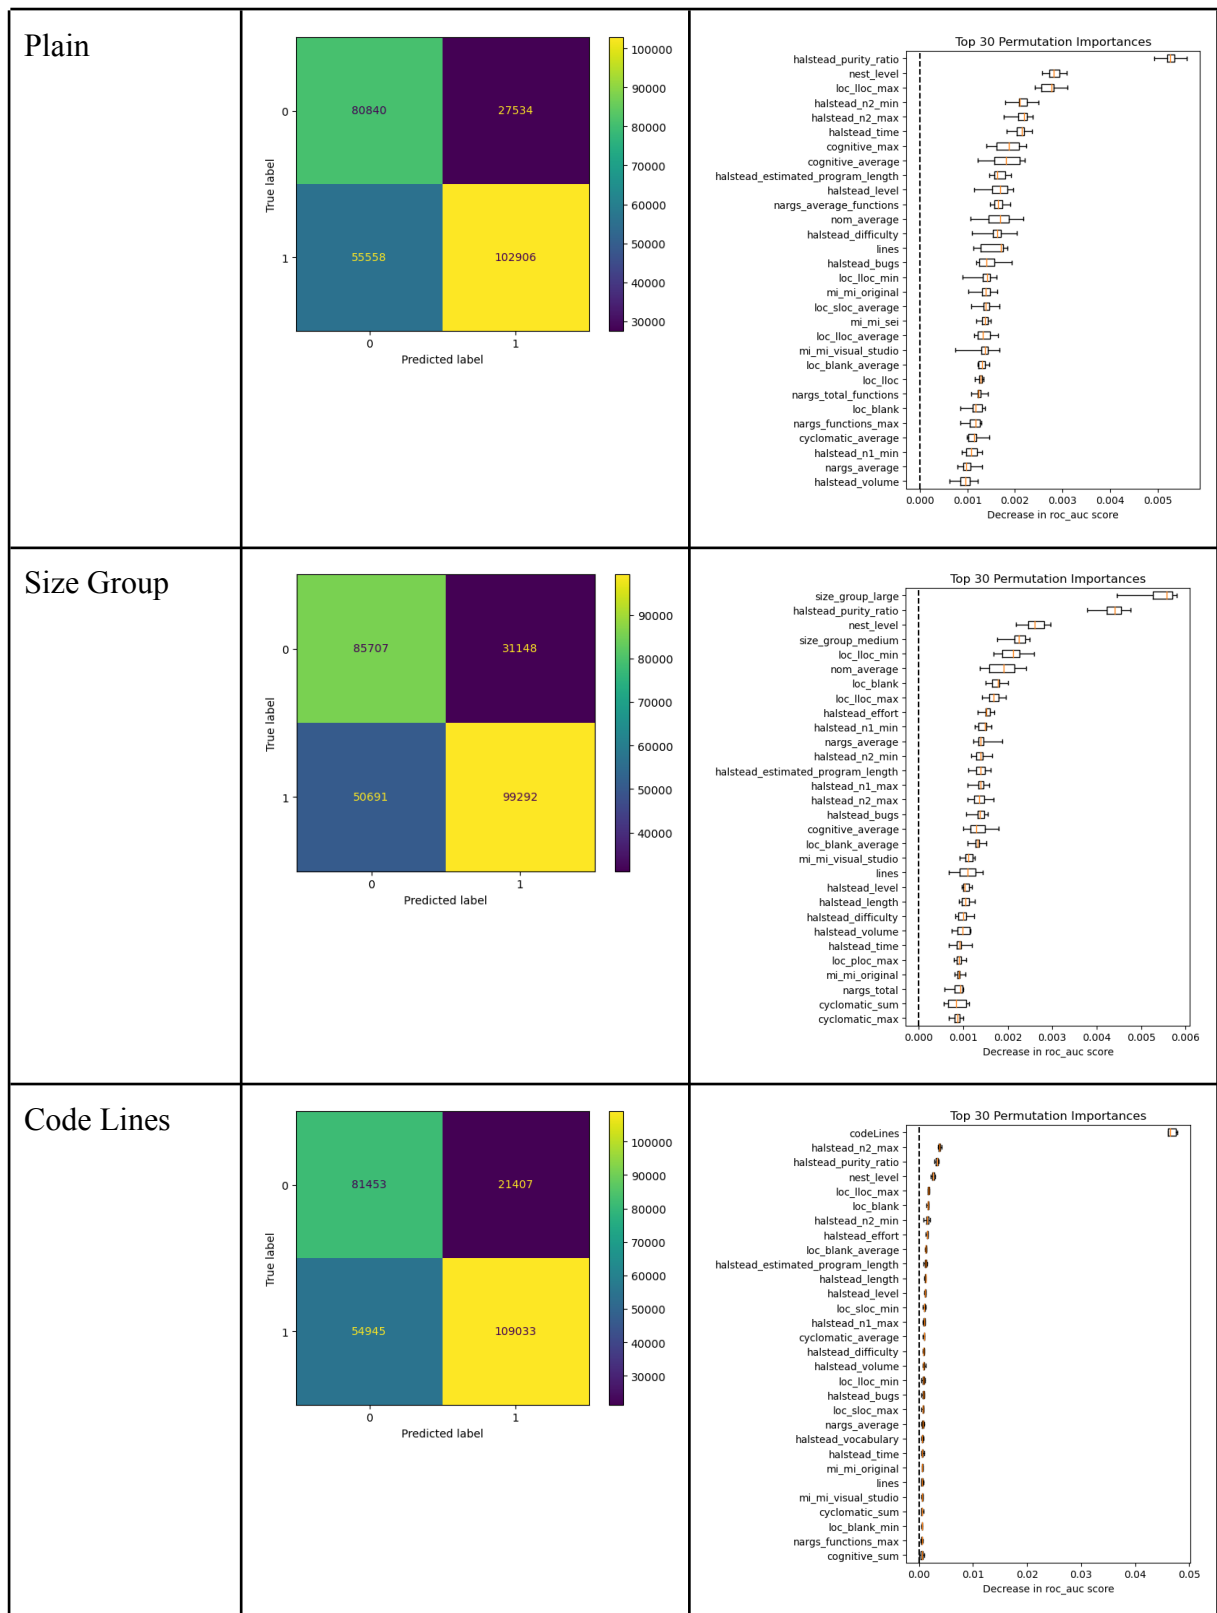 Plain
0
1
True label
80840
27534
55558
102906
0
1
Predicted label
100000
90000
80000
70000
60000
50000
40000
30000
Top 30 Permutation Importances
halstead_purity_ratio
nest_level
loc_lloc_max
halstead_n2_min
halstead_n2_max
halstead_time
cognitive_max
cognitive_average
halstead_estimated_program_length
halstead_level
nargs_average_functions
nom_average
halstead_difficulty
lines
halstead_bugs
loc_lloc_min
mi_mi_original
loc_sloc_average
mi_mi_sei
loc_lloc_average
mi_mi_visual_studio
loc_blank_average
loc_lloc
nargs_total_functions
loc_blank
nargs_functions_max
cyclomatic_average
halstead_n1_min
nargs_average
halstead_volume
0.000
0.001
0.002
0.003
0.004
0.005
Decrease in roc_auc score
Size Group
0
1
True label
85707
31148
50691
99292
0
1
Predicted label
90000
80000
70000
60000
50000
40000
Top 30 Permutation Importances
size_group_large
halstead_purity_ratio
nest_level
size_group_medium
loc_lloc_min
nom_average
loc_blank
loc_lloc_max
halstead_effort
halstead_n1_min
nargs_average
halstead_n2_min
halstead_estimated_program_length
halstead_n1_max
halstead_n2_max
halstead_bugs
cognitive_average
loc_blank_average
mi_mi_visual_studio
lines
halstead_level
halstead_length
halstead_difficulty
halstead_volume
halstead_time
loc_ploc_max
mi_mi_original
nargs_total
cyclomatic_sum
cyclomatic_max
0.000
0.001
0.002
0.003
0.004
0.005
0.006
Decrease in roc_auc score
Code Lines
0
1
True label
81453
21407
54945
109033
0
1
Predicted label
100000
90000
80000
70000
60000
50000
40000
30000
Top 30 Permutation Importances
codeLines
halstead_n2_max
halstead_purity_ratio
nest_level
loc_lloc_max
loc_blank
halstead_n2_min
halstead_effort
loc_blank_average
halstead_estimated_program_length
halstead_length
halstead_level
loc_sloc_min
halstead_n1_max
cyclomatic_average
halstead_difficulty
halstead_volume
loc_lloc_min
halstead_bugs
loc_sloc_max
nargs_average
halstead_vocabulary
halstead_time
mi_mi_original
lines
mi_mi_visual_studio
cyclomatic_sum
loc_blank_min
nargs_functions_max
cognitive_sum
0.00
0.01
0.02
0.03
0.04
0.05
Decrease in roc_auc score